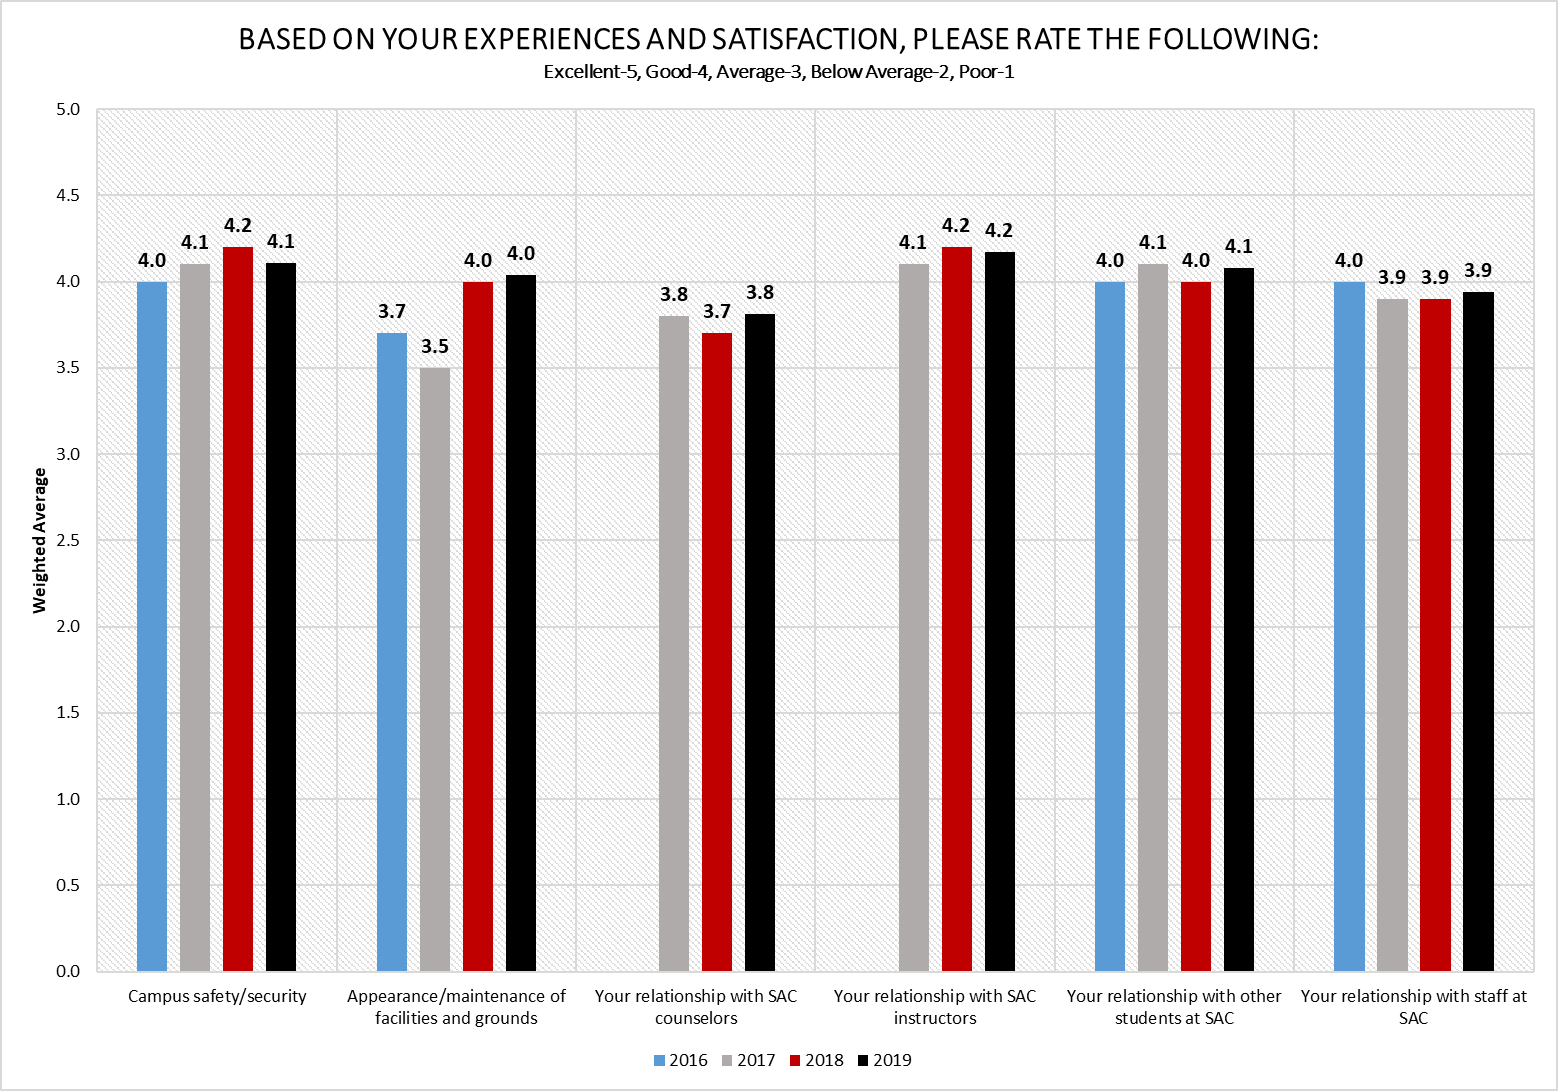 BASED ON YOUR EXPERIENCES AND SATISFACTION, PLEASE RATE THE FOLLOWING:
Excellent-5, Good-4, Average-3, Below Average-2, Poor-1
Weighted Average
5.0
4.5
4.0
3.5
3.0
2.5
2.0
1.5
1.0
0.5
0.0
4.0 4.1 4.2 4.1
3.7 3.5 4.0 4.0
3.8 3.7 3.8
4.1 4.2 4.2
4.0 4.1 4.0 4.1
4.0 3.9 3.9 3.9
Campus safety/security
Appearance/maintenance of
facilities and grounds
Your relationship with SAC
counselors
Your relationship with SAC
instructors
Your relationship with other
students at SAC
Your relationship with staff at
SAC
2016 2017 2018 2019